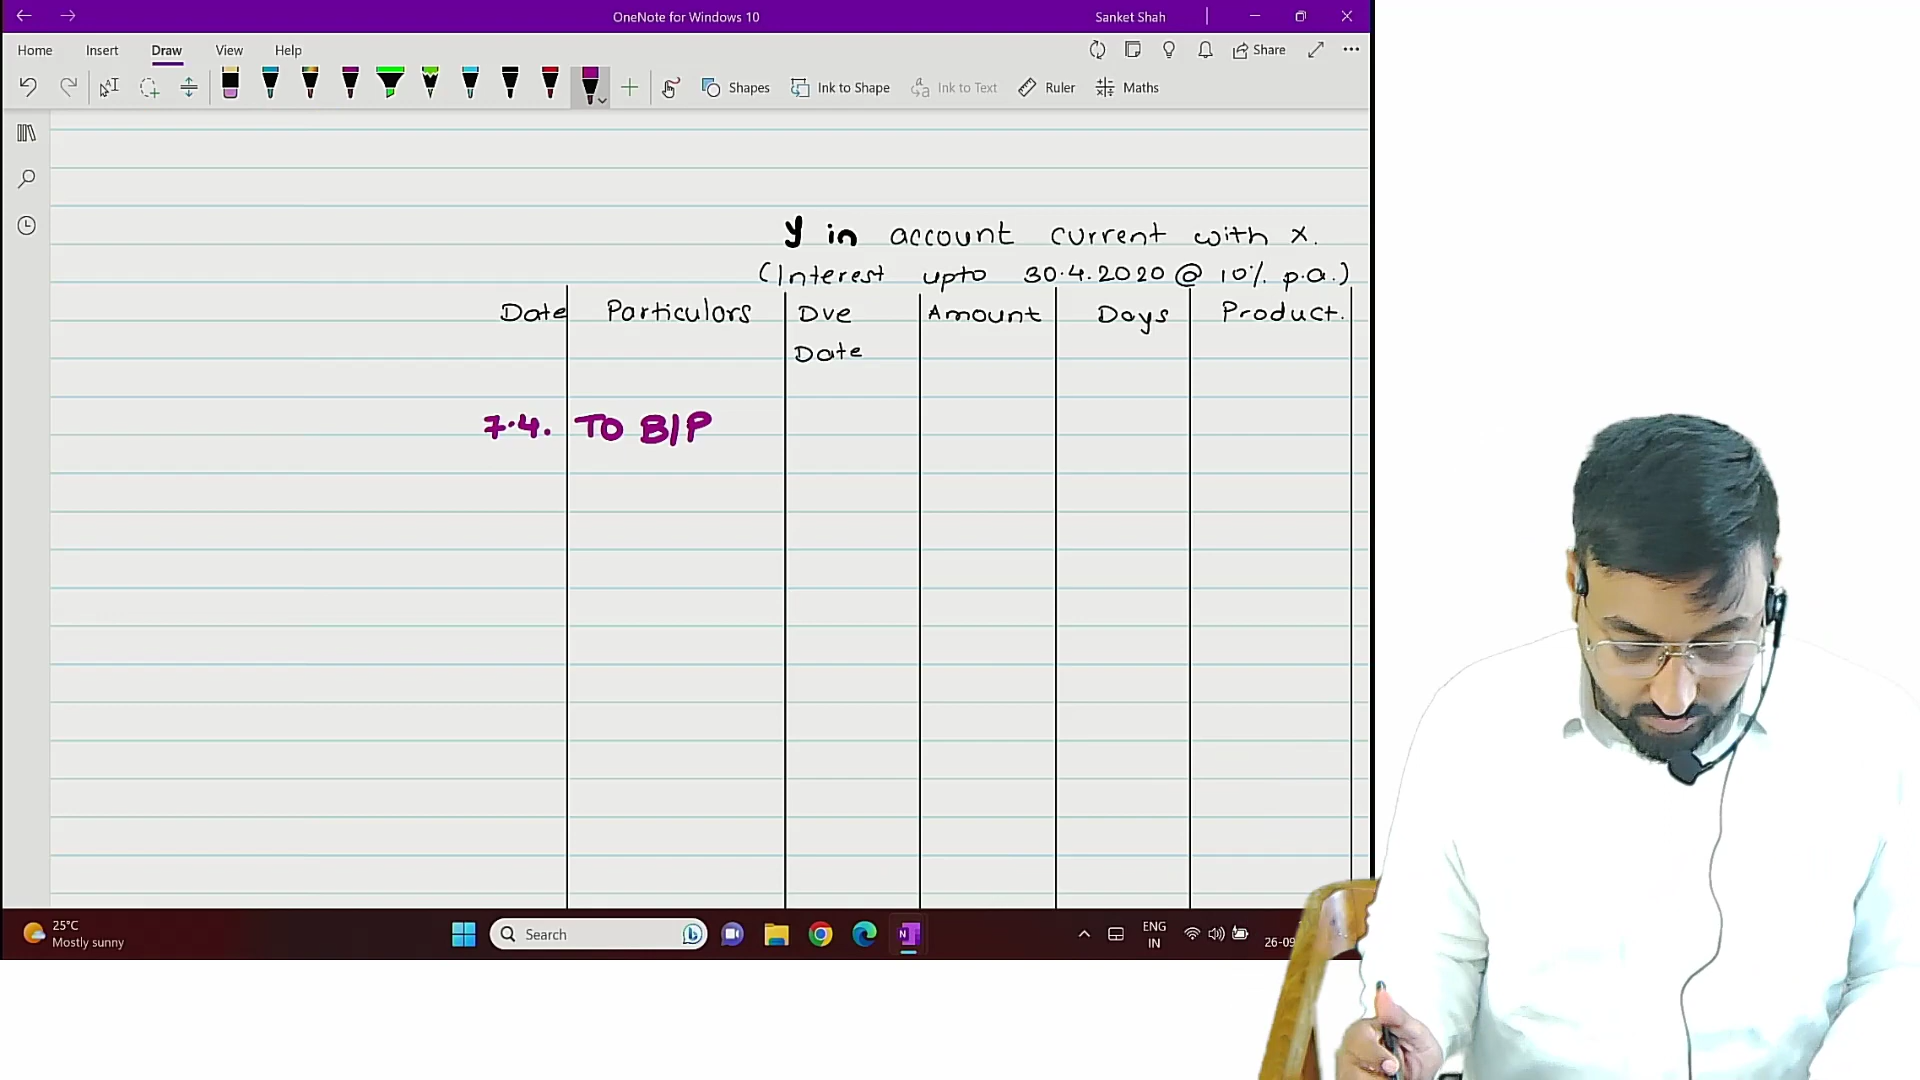 OneNote for Windows 10
Sanket Shah
Home Insert Draw View Help
Share
Shapes Ink to Shape Ink to Text Ruler Maths
y in account current with x.
(Interest upto 30.4.2020 @ 10% p.a.)
Date Particulars Due Date Amount Days Product.
7.4. TO B/P
25°C
Mostly sunny
Search
ENG
IN
26-09